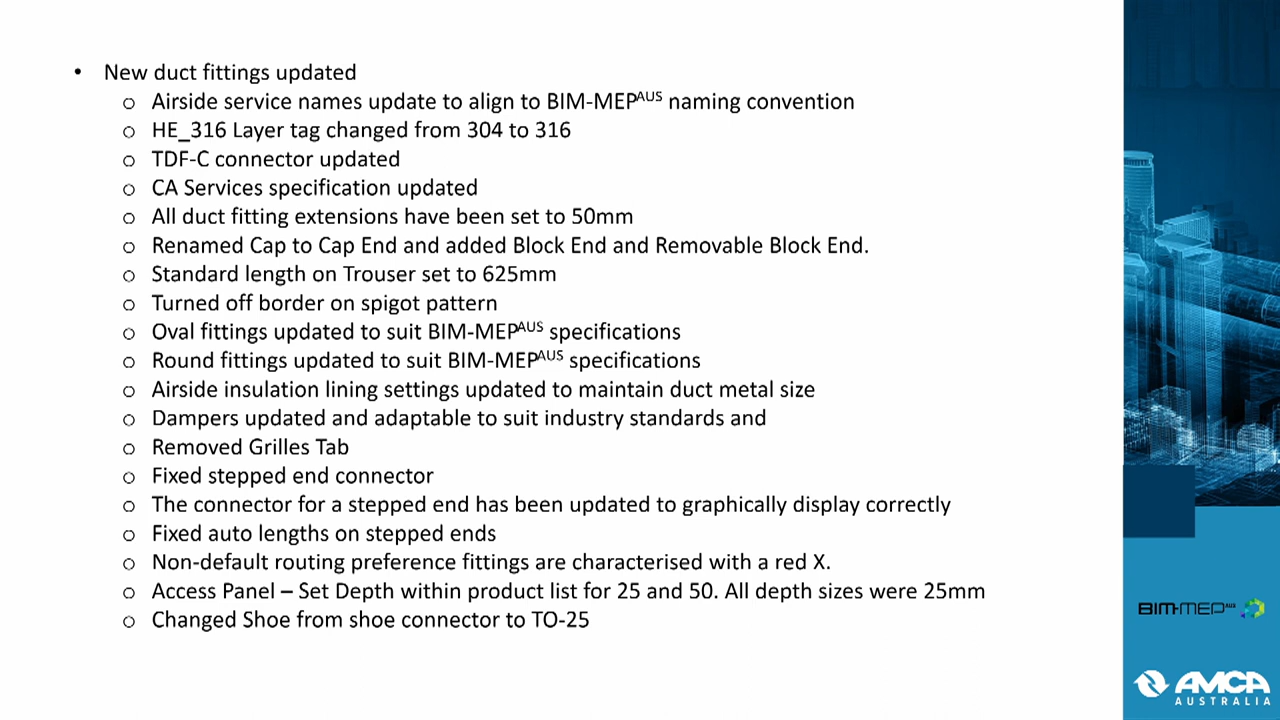 • New duct fittings updated
o Airside service names update to align to BIM-MEPAUS naming convention
o HE_316 Layer tag changed from 304 to 316
o TDF-C connector updated
o CA Services specification updated
o All duct fitting extensions have been set to 50mm
o Renamed Cap to Cap End and added Block End and Removable Block End.
o Standard length on Trouser set to 625mm
o Turned off border on spigot pattern
o Oval fittings updated to suit BIM-MEPAUS specifications
o Round fittings updated to suit BIM-MEPAUS specifications
o Airside insulation lining settings updated to maintain duct metal size
o Dampers updated and adaptable to suit industry standards and
o Removed Grilles Tab
o Fixed stepped end connector
o The connector for a stepped end has been updated to graphically display correctly
o Fixed auto lengths on stepped ends
o Non-default routing preference fittings are characterised with a red X.
o Access Panel – Set Depth within product list for 25 and 50. All depth sizes were 25mm
o Changed Shoe from shoe connector to TO-25
BIM-MEPAUS
AMCA
AUSTRALIA